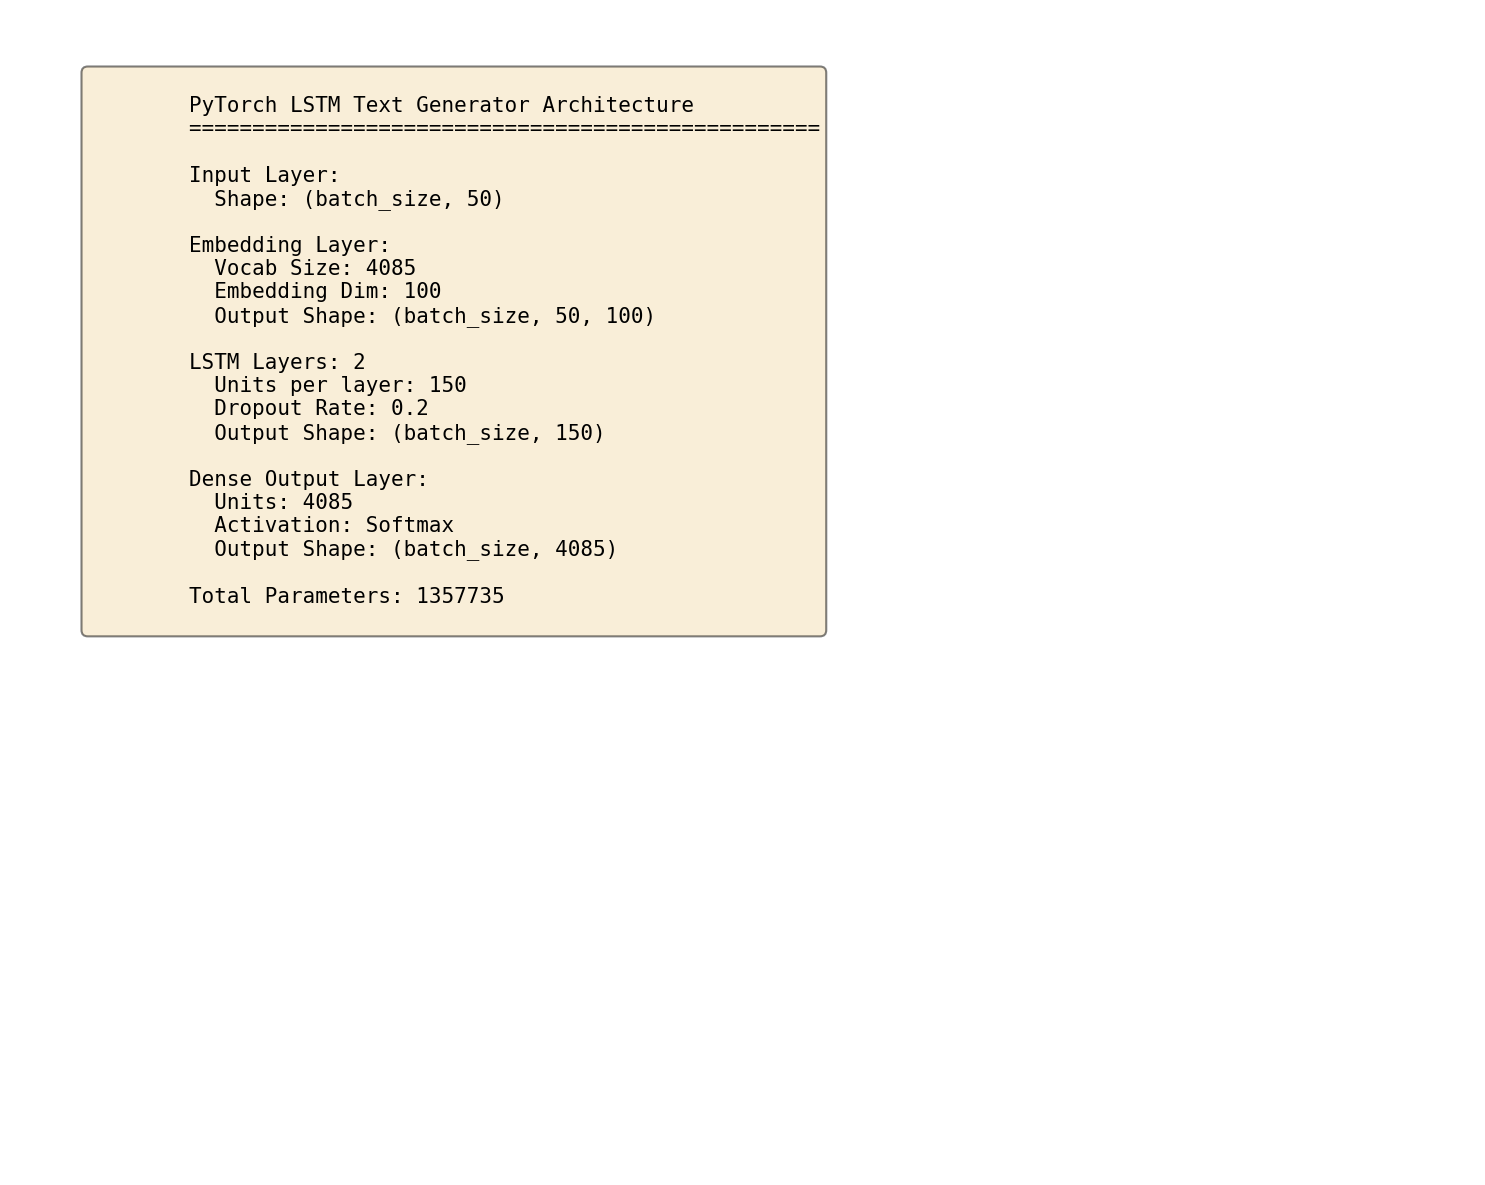 PyTorch LSTM Text Generator Architecture
==================================================
Input Layer:
Shape: (batch_size, 50)
Embedding Layer:
Vocab Size: 4085
Embedding Dim: 100
Output Shape: (batch_size, 50, 100)
LSTM Layers: 2
Units per layer: 150
Dropout Rate: 0.2
Output Shape: (batch_size, 150)
Dense Output Layer:
Units: 4085
Activation: Softmax
Output Shape: (batch_size, 4085)
Total Parameters: 1357735